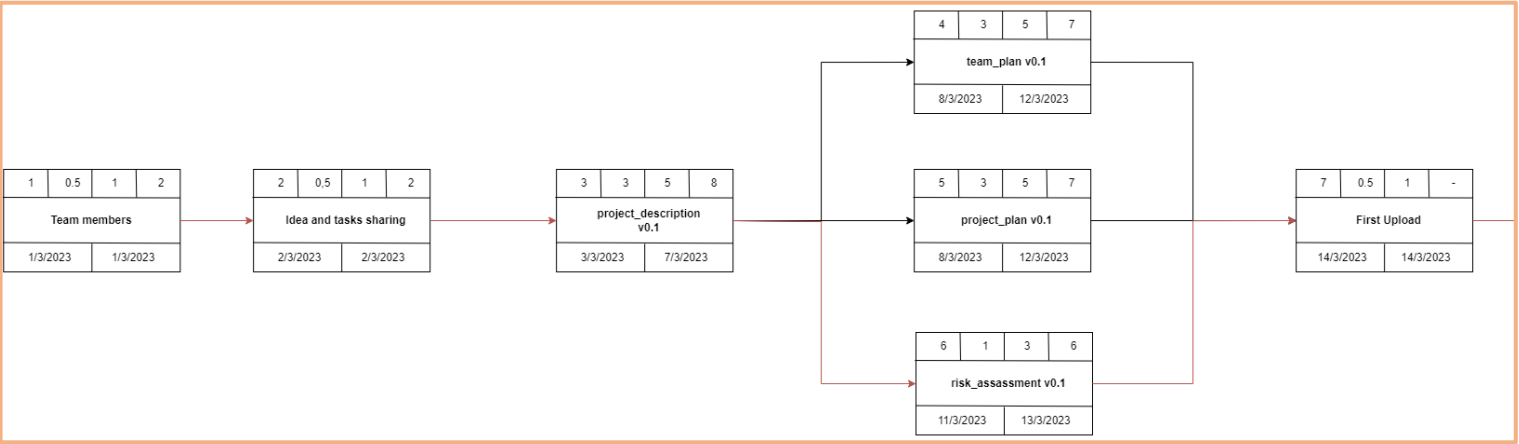 1 0.5 1 2
Team members
1/3/2023 1/3/2023
2 0,5 1 2
Idea and tasks sharing
2/3/2023 2/3/2023
3 3 5 8
project_description
v0.1
3/3/2023 7/3/2023
4 3 5 7
team_plan v0.1
8/3/2023 12/3/2023
5 3 5 7
project_plan v0.1
8/3/2023 12/3/2023
6 1 3 6
risk_assassment v0.1
11/3/2023 13/3/2023
7 0.5 1 -
First Upload
14/3/2023 14/3/2023